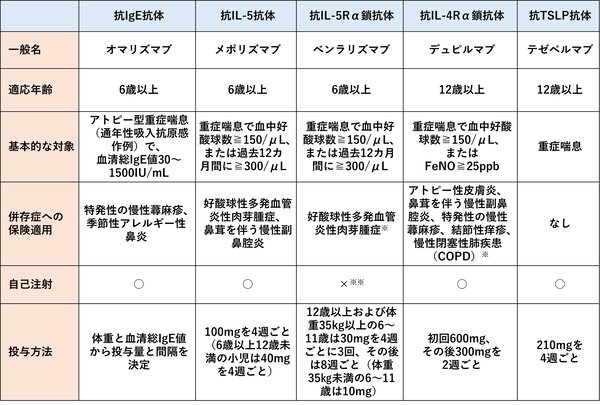 抗IgE抗体
抗IL-5抗体
抗IL-5Rα鎖抗体
抗IL-4Rα鎖抗体
抗TSLP抗体
一般名
オマリズマブ
メポリズマブ
ベンラリズマブ
デュピルマブ
テゼペルマブ
適応年齢
6歳以上
6歳以上
6歳以上
12歳以上
12歳以上
基本的な対象
アトピー型重症喘息
（通年性吸入抗原感
作例）で、
血清総IgE値30～
1500IU/mL
重症喘息で血中好
酸球数≧150/μL、
または過去12カ
月間に≧300/μL
重症喘息で血中好
酸球数≧150/μL、
または過去12カ
月間に≧300/μL
重症喘息で血中好酸
球数≧150/μL、
または
FeNO≧25ppb
重症喘息
併存症への
保険適用
特発性の慢性蕁麻疹、
季節性アレルギー性
鼻炎
好酸球性多発血管
炎性肉芽腫症、
鼻茸を伴う慢性副
鼻腔炎
好酸球性多発血管
炎性肉芽腫症※
アトピー性皮膚炎、
鼻茸を伴う慢性副鼻
腔炎、特発性の慢性
蕁麻疹、結節性痒疹、
慢性閉塞性肺疾患
（COPD）※
なし
自己注射
○
○
×※※
○
○
投与方法
体重と血清総IgE値
から投与量と間隔を
決定
100mgを4週ごと
（6歳以上12歳未
満の小児は40mg
を4週ごと）
12歳以上および体
重35kg以上の6～
11歳は30mgを4週
ごとに3回、その後
は8週ごと（体重
35kg未満の6～11
歳は10mg）
初回600mg、
その後300mgを
2週ごと
210mgを
4週ごと